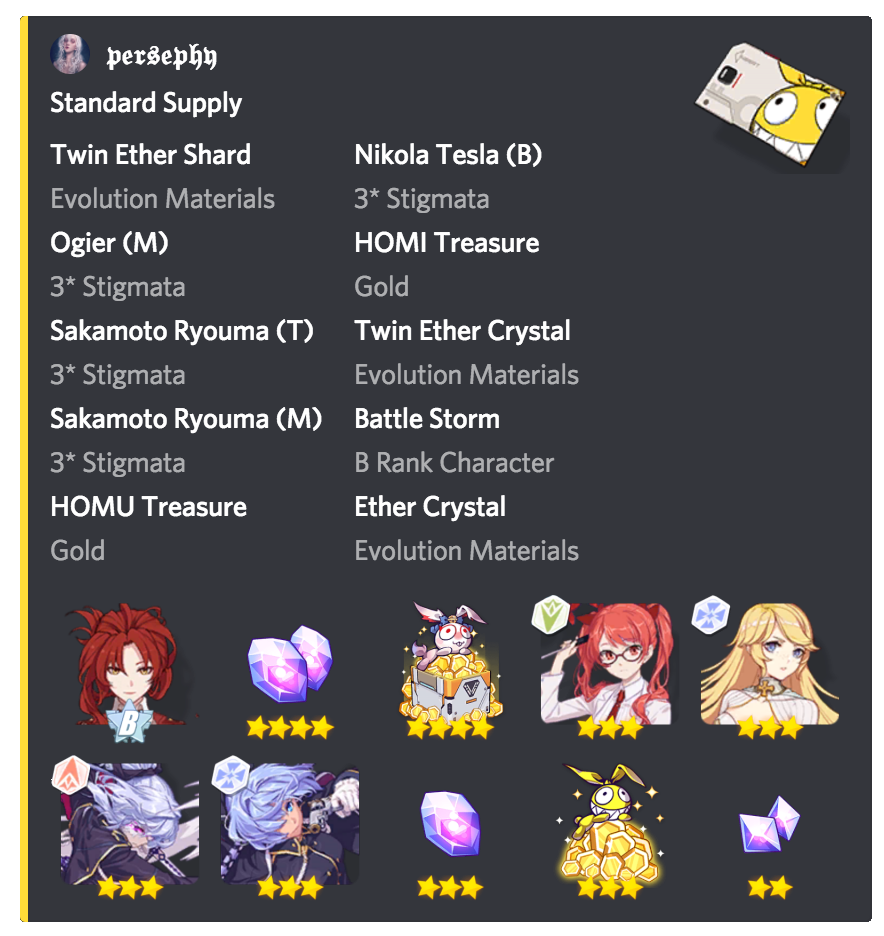 𝖕𝖊𝖗𝖘𝖊𝖕𝖍𝖞
Standard Supply
Twin Ether Shard
Evolution Materials
Nikola Tesla (B)
3* Stigmata
Ogier (M)
3* Stigmata
HOMI Treasure
Gold
Sakamoto Ryouma (T)
3* Stigmata
Twin Ether Crystal
Evolution Materials
Sakamoto Ryouma (M)
3* Stigmata
Battle Storm
B Rank Character
HOMU Treasure
Gold
Ether Crystal
Evolution Materials
B